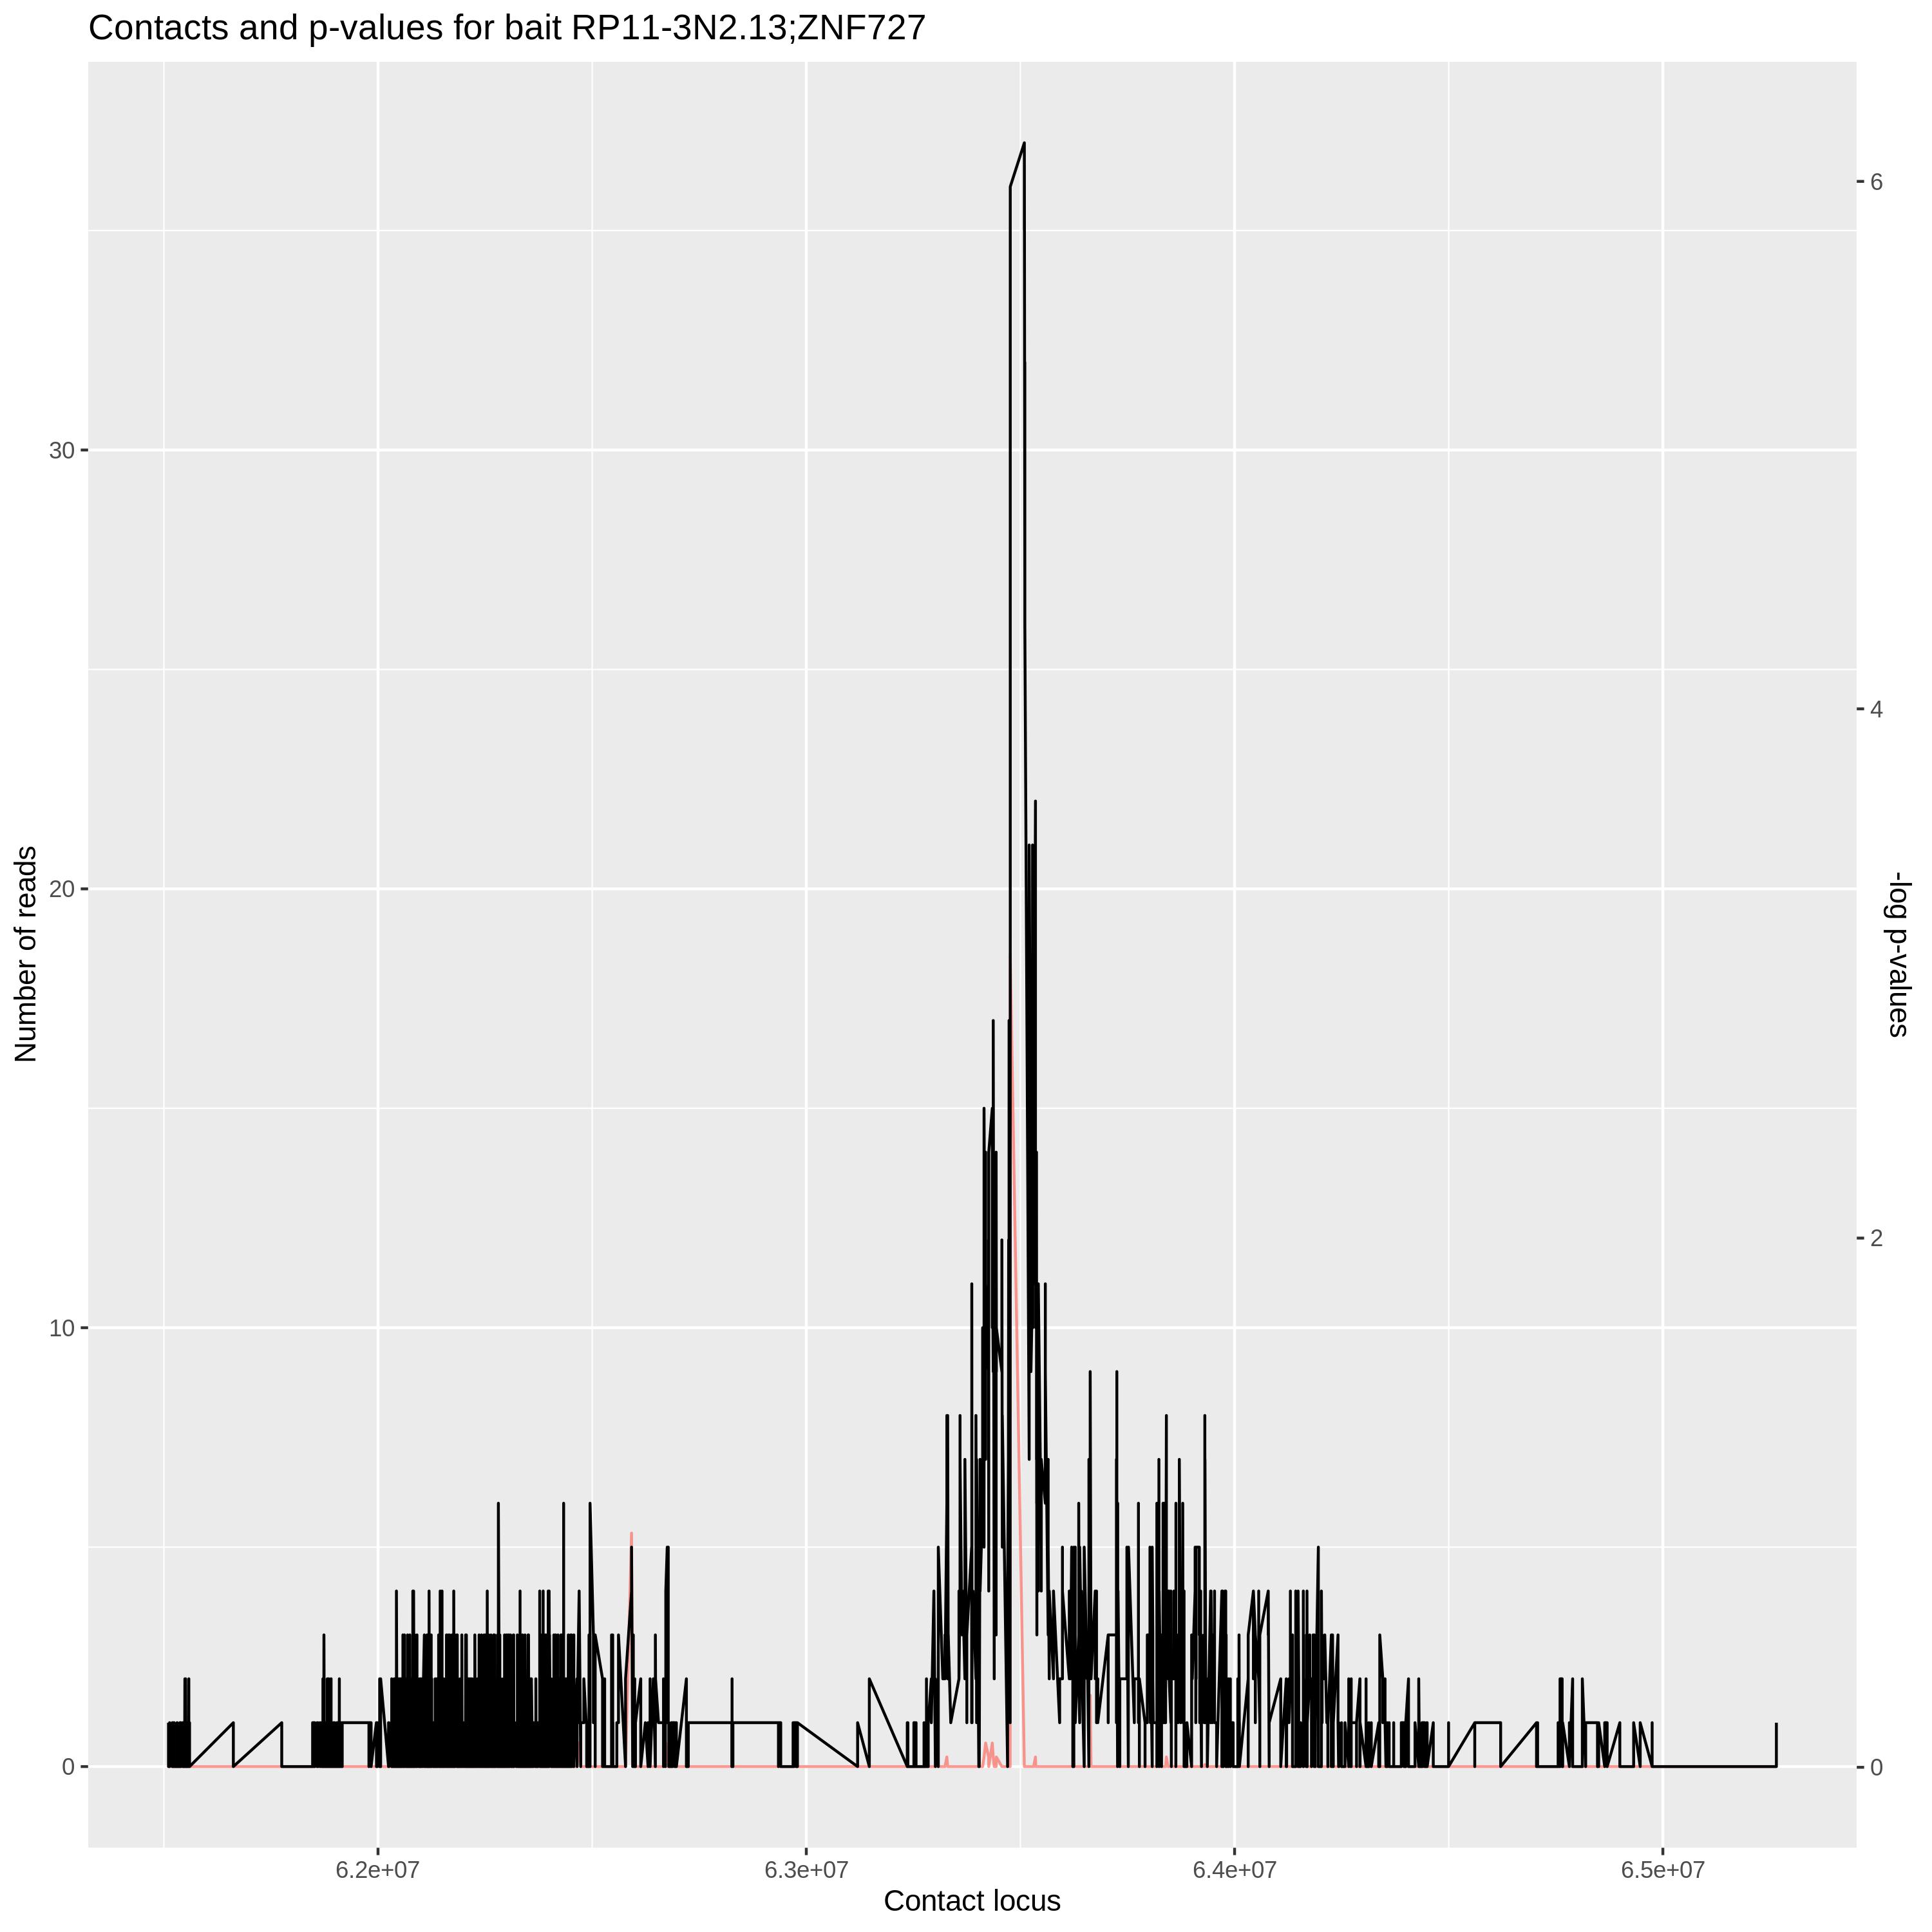 Contacts and p-values for bait RP11-3N2.13;ZNF727
30
20
10
0
Number of reads
6
4
2
0
-log p-values
6.2e+07 6.3e+07 6.4e+07 6.5e+07
Contact locus